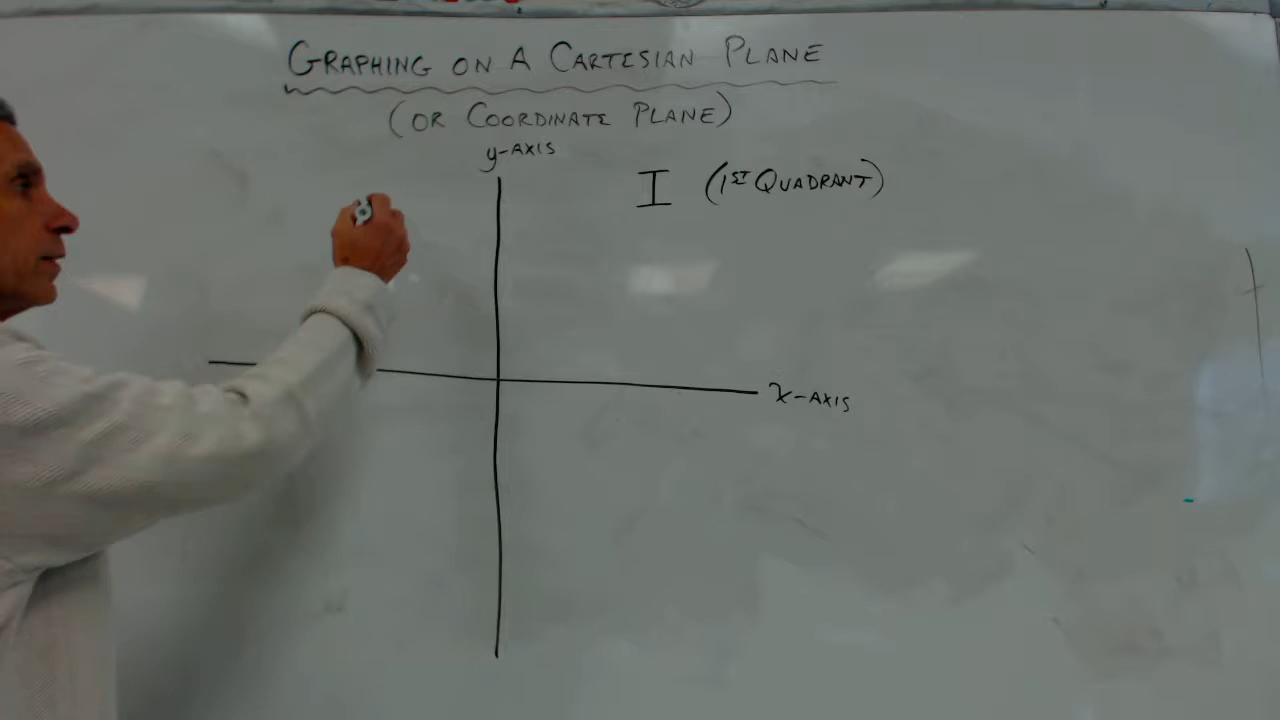 GRAPHING ON A CARTESIAN PLANE
(OR COORDINATE PLANE)
y-AXIS
I (1ST QUADRANT)
x-AXIS